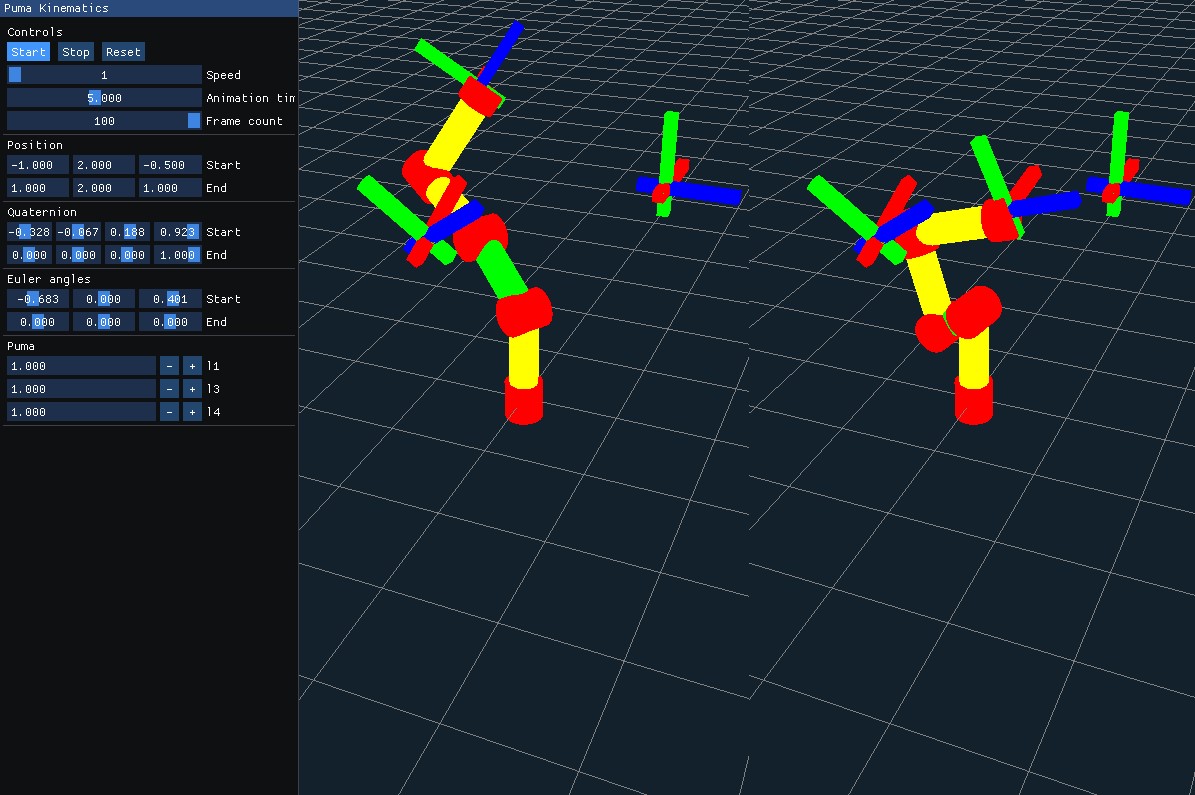 Puma Kinematics
Controls
Start Stop Reset
1 Speed
5.000 Animation tim
100 Frame count
Position
-1.000 2.000 -0.500 Start
1.000 2.000 1.000 End
Quaternion
-0.328 -0.067 0.188 0.923 Start
0.000 0.000 0.000 1.000 End
Euler angles
-0.683 0.000 0.401 Start
0.000 0.000 0.000 End
Puma
1.000 - + l1
1.000 - + l3
1.000 - + l4